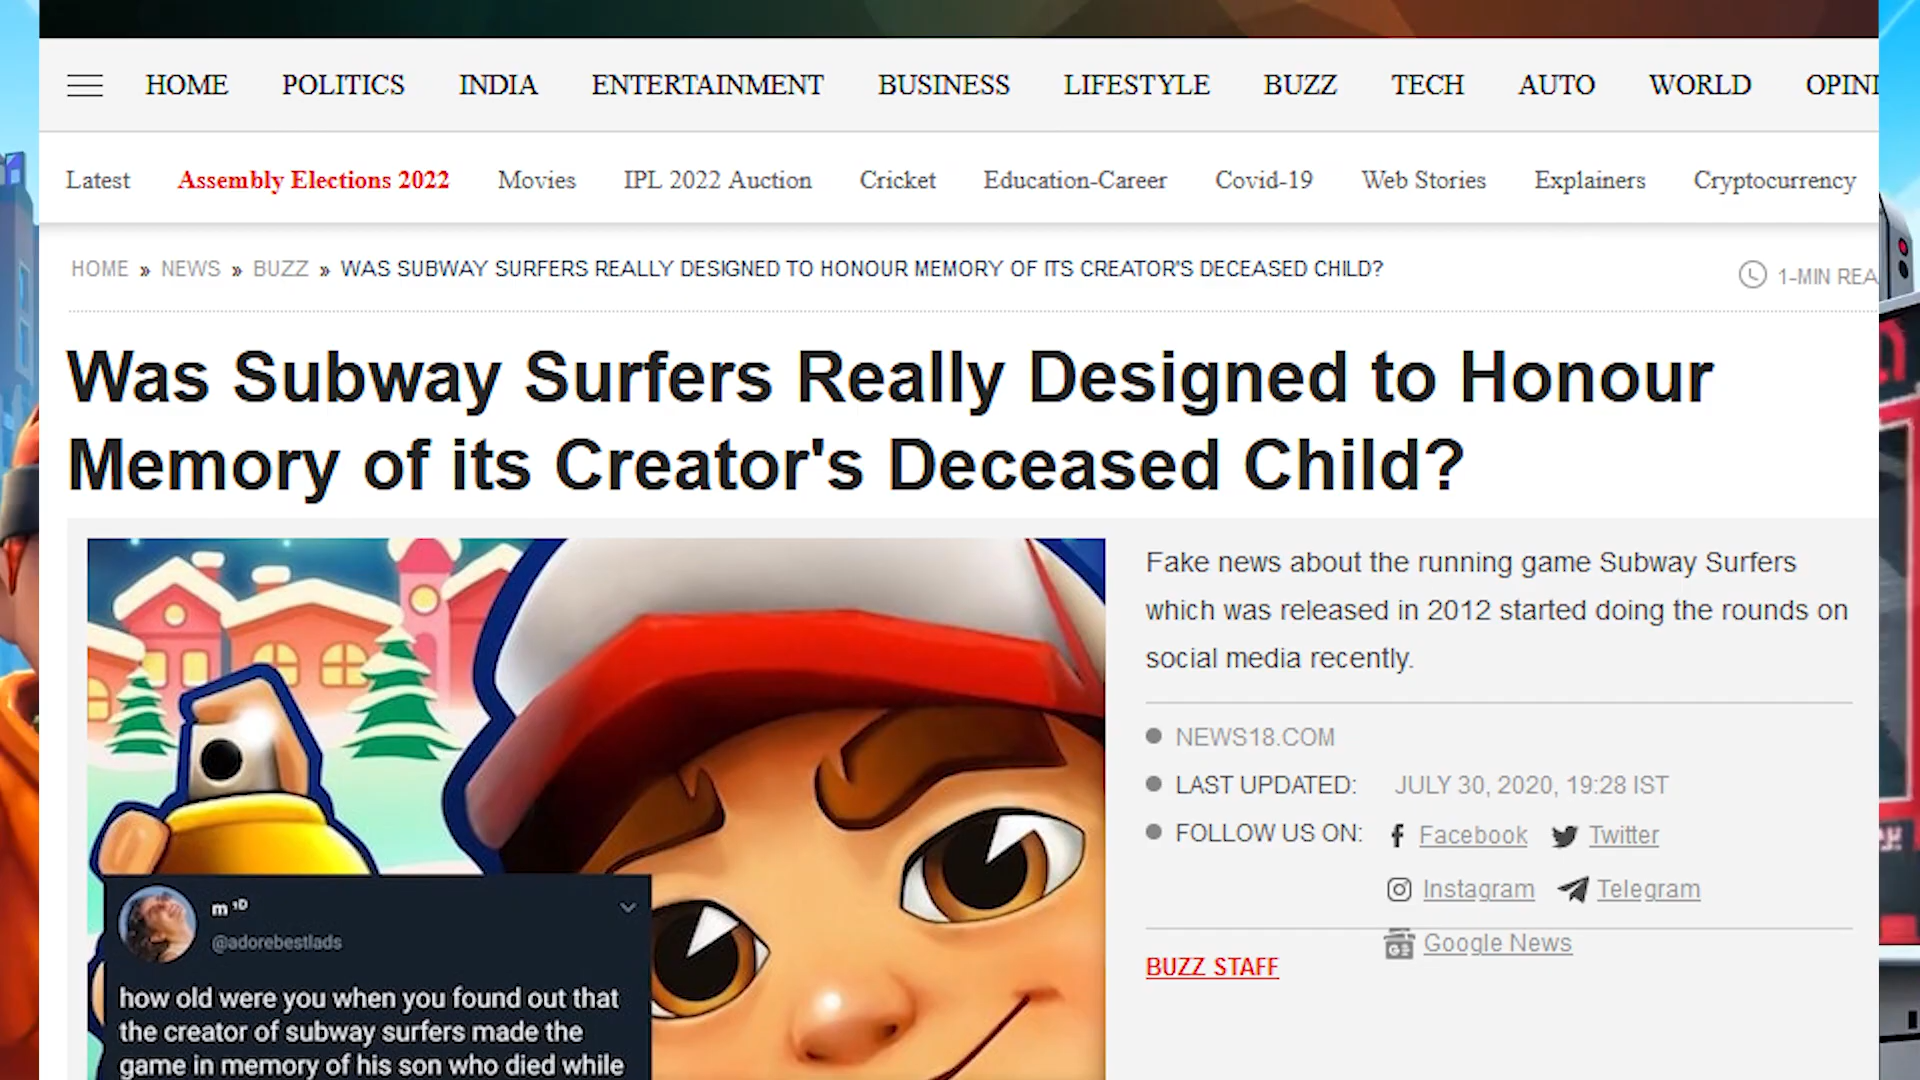 HOME POLITICS INDIA ENTERTAINMENT BUSINESS LIFESTYLE BUZZ TECH AUTO WORLD OPINI
Latest Assembly Elections 2022 Movies IPL 2022 Auction Cricket Education-Career Covid-19 Web Stories Explainers Cryptocurrency
HOME » NEWS » BUZZ » WAS SUBWAY SURFERS REALLY DESIGNED TO HONOUR MEMORY OF ITS CREATOR'S DECEASED CHILD?
1-MIN REA
Was Subway Surfers Really Designed to Honour
Memory of its Creator's Deceased Child?
Fake news about the running game Subway Surfers
which was released in 2012 started doing the rounds on
social media recently.
NEWS18.COM
LAST UPDATED: JULY 30, 2020, 19:28 IST
FOLLOW US ON: Facebook Twitter
Instagram Telegram
Google News
BUZZ STAFF
m ¹ᴰ
@adorebestlads
how old were you when you found out that
the creator of subway surfers made the
game in memory of his son who died while